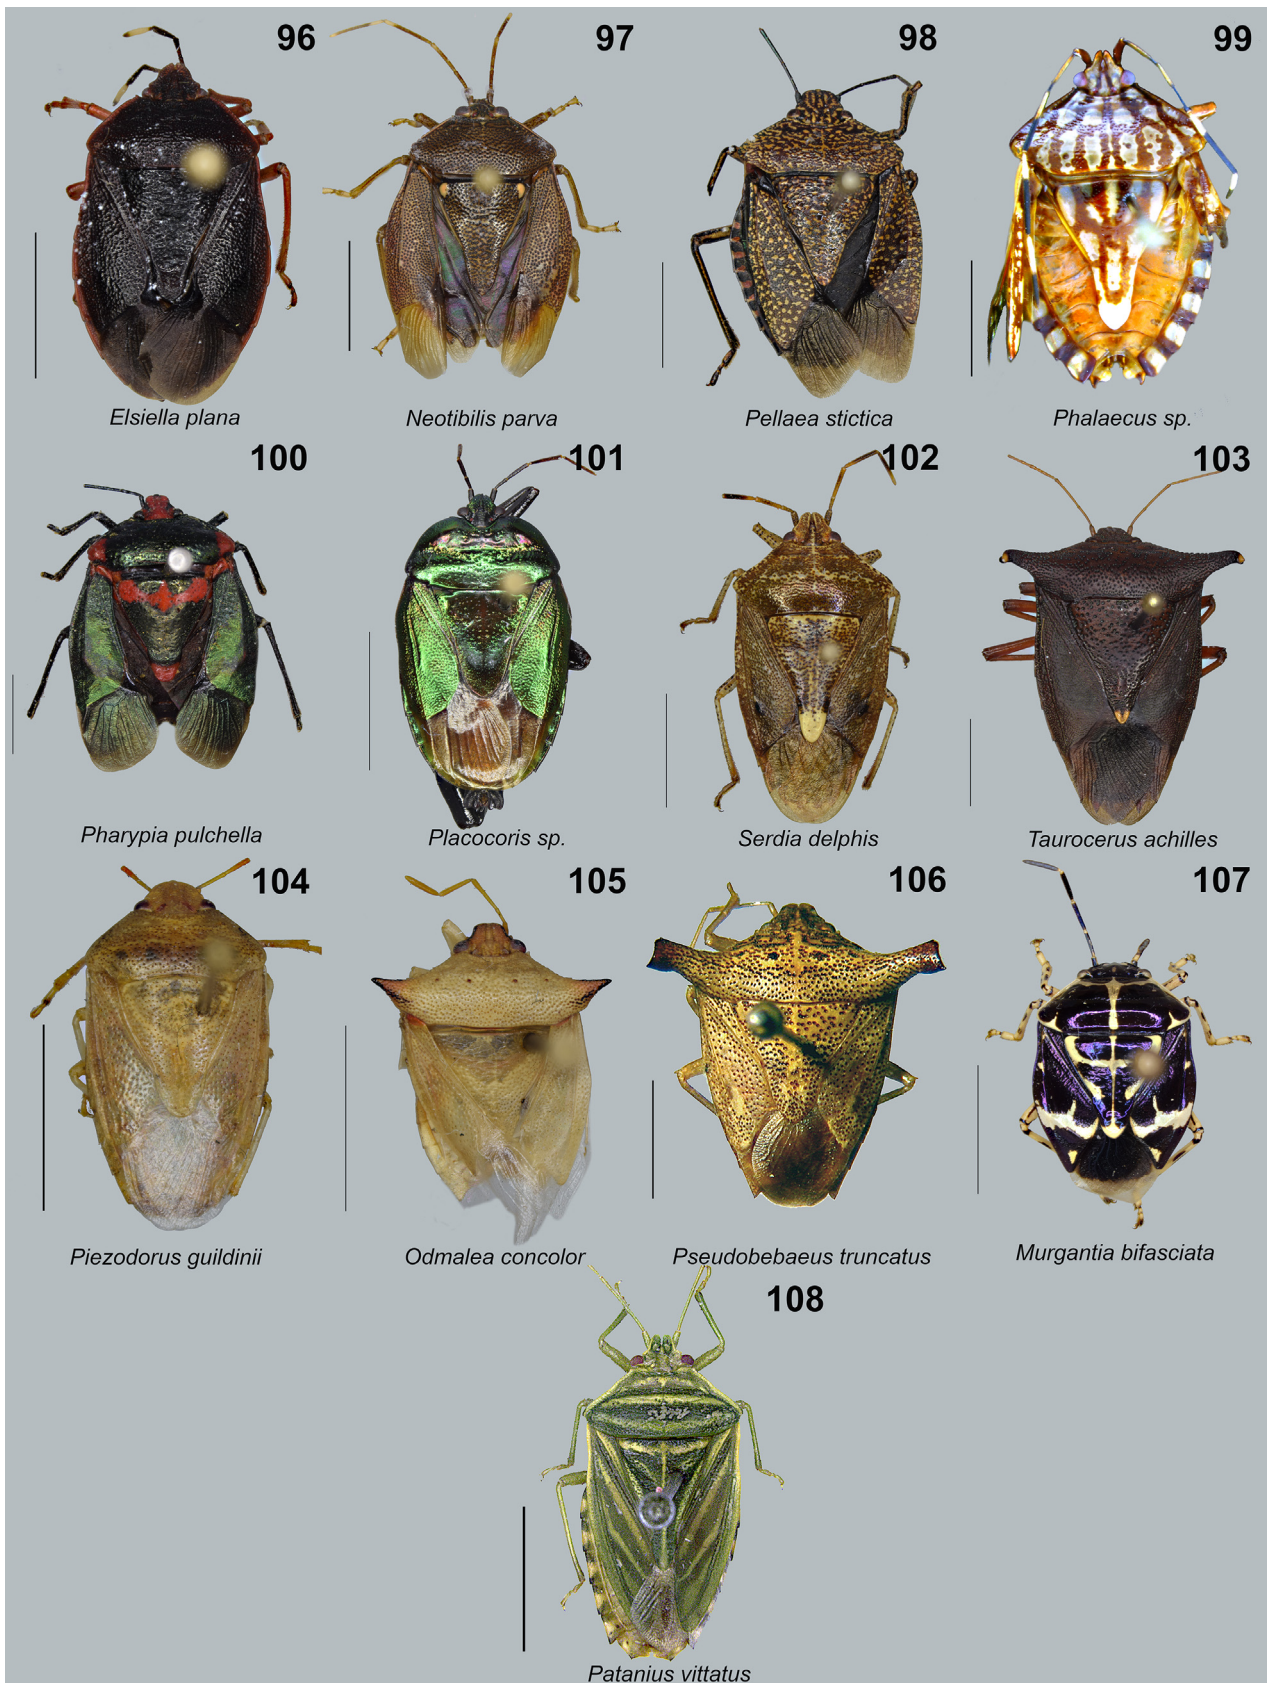 96 97 98 99
Elsiella plana Neotibilis parva Pellaea stictica Phalaecus sp.
100 101 102 103
Pharypia pulchella Placocoris sp. Serdia delphis Taurocerus achilles
104 105 106 107
Piezodorus guildinii Odmalea concolor Pseudobebaeus truncatus Murgantia bifasciata
108
Patanius vittatus